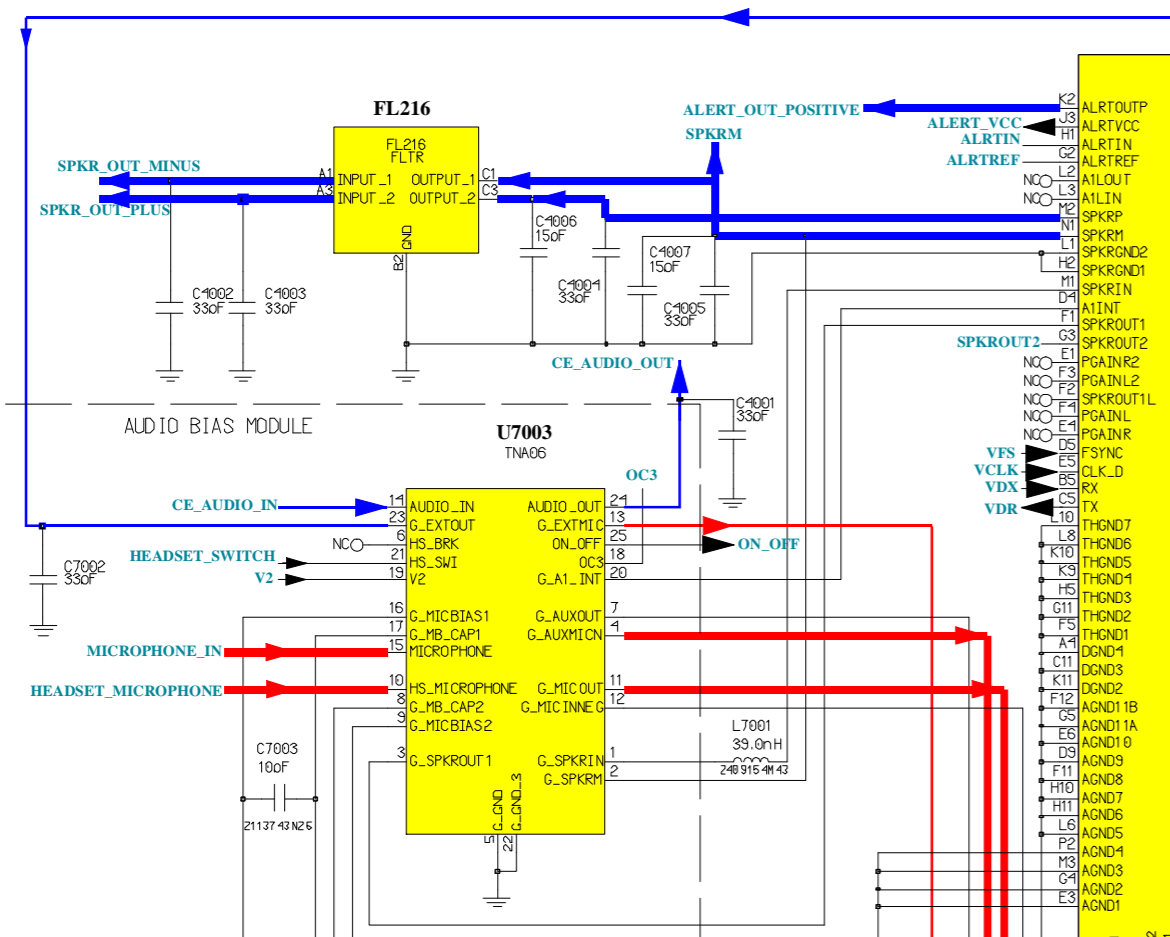 FL216
FL216
FLTR
SPKR_OUT_MINUS
A1 INPUT_1 OUTPUT_1 C1
A3 INPUT_2 OUTPUT_2 C3
SPKR_OUT_PLUS
B2 GND
C4002
33pF
C4003
33pF
C4006
15pF
C4004
33pF
C4007
15pF
C4005
33pF
ALERT_OUT_POSITIVE
SPKRM
ALERT_VCC
ALRTIN
ALRTREF
CE_AUDIO_OUT
C4001
33pF
AUDIO BIAS MODULE
U7003
TNA06
OC3
CE_AUDIO_IN
14 AUDIO_IN AUDIO_OUT 24
23 G_EXTOUT G_EXTMIC 13
NC 6 HS_BRK ON_OFF 25 ON_OFF
HEADSET_SWITCH 21 HS_SWI OC3 18
V2 19 V2 G_A1_INT 20
C7002
33pF
16 G_MICBIAS1 G_AUXOUT 7
17 G_MB_CAP1 G_AUXMICN 4
MICROPHONE_IN 15 MICROPHONE
HEADSET_MICROPHONE 10 HS_MICROPHONE G_MICOUT 11
8 G_MB_CAP2 G_MICINNEG 12
9 G_MICBIAS2
3 G_SPKROUT1 G_SPKRIN 1
G_SPKRM 2
5 G_GND
22 G_GND_3
L7001
39.0nH
2409154M43
C7003
10pF
2113743N26
K2 ALRTOUTP
J3 ALRTVCC
H1 ALRTIN
G2 ALRTREF
NC L2 A1LOUT
NC L3 A1LIN
M2 SPKRP
N1 SPKRM
L1 SPKRGND2
H2 SPKRGND1
M1 SPKRIN
D4 A1INT
F1 SPKROUT1
SPKROUT2 G3 SPKROUT2
NC E1 PGAINR2
NC F3 PGAINL2
NC F2 SPKROUT1L
NC F4 PGAINL
NC E4 PGAINR
VFS D5 FSYNC
VCLK E5 CLK_D
VDX B5 RX
VDR C5 TX
L10 THGND7
L8 THGND6
K10 THGND5
K9 THGND4
H5 THGND3
G11 THGND2
F5 THGND1
A4 DGND4
C11 DGND3
K11 DGND2
F12 AGND11B
G5 AGND11A
E6 AGND10
D9 AGND9
F11 AGND8
H10 AGND7
H11 AGND6
L6 AGND5
P2 AGND4
M3 AGND3
G4 AGND2
E3 AGND1